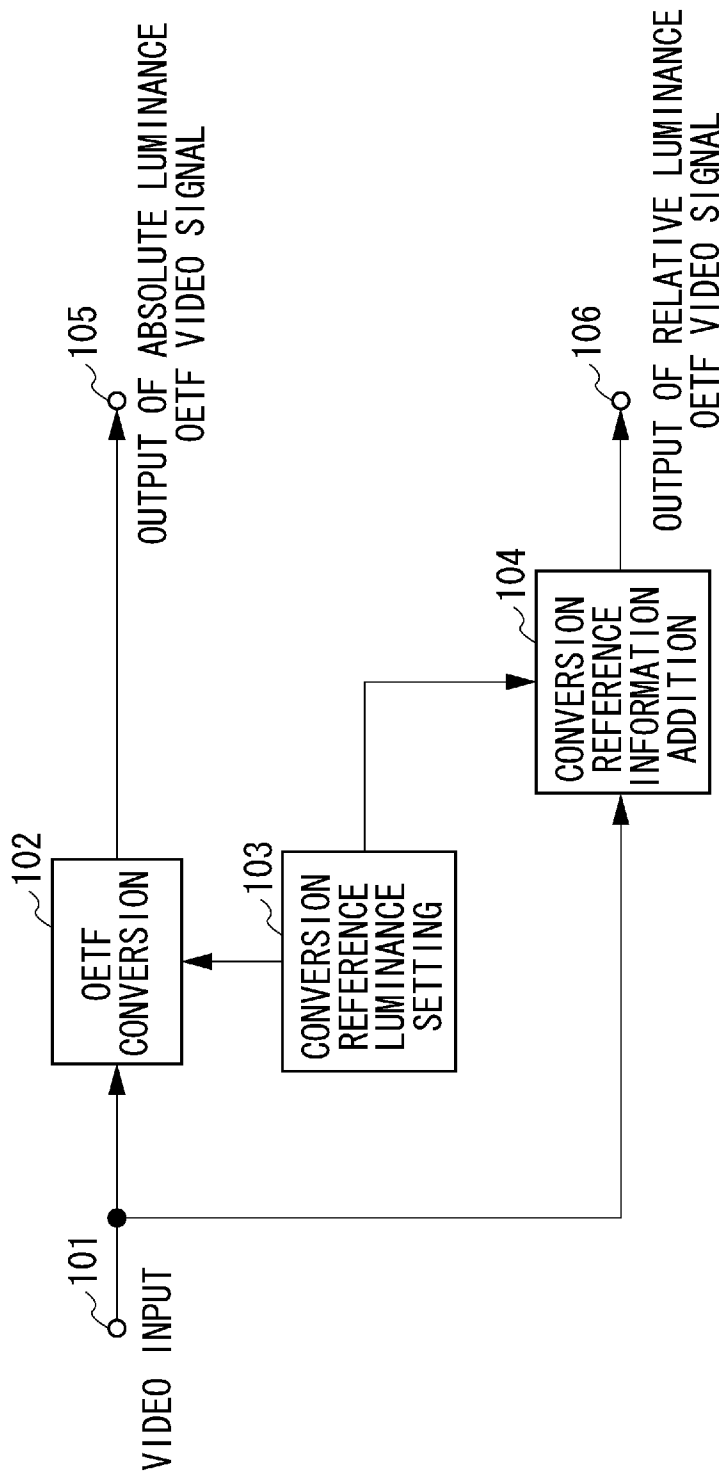 101
VIDEO INPUT
102
OETF
CONVERSION
103
CONVERSION
REFERENCE
LUMINANCE
SETTING
104
CONVERSION
REFERENCE
INFORMATION
ADDITION
105
OUTPUT OF ABSOLUTE LUMINANCE
OETF VIDEO SIGNAL
106
OUTPUT OF RELATIVE LUMINANCE
OETF VIDEO SIGNAL